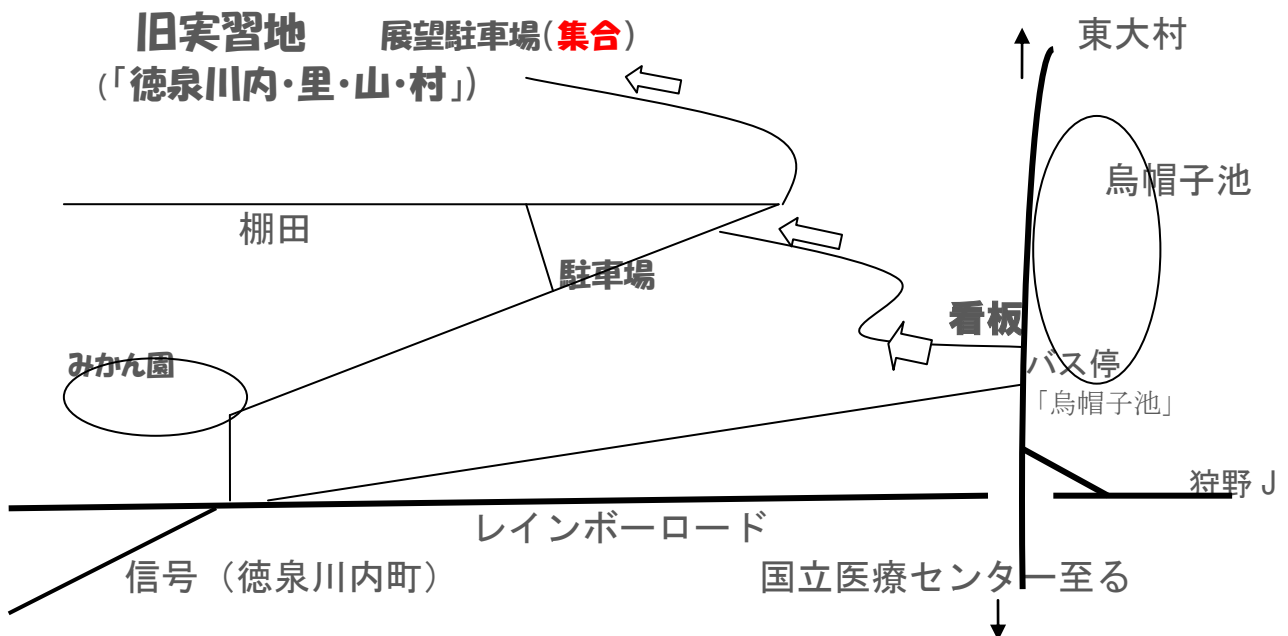 旧実習地 展望駐車場(集合) 東大村
(「徳泉川内・里・山・村」)
烏帽子池
棚田
駐車場
看板
みかん園
バス停
「烏帽子池」
狩野J
レインボーロード
信号（徳泉川内町） 国立医療センター至る